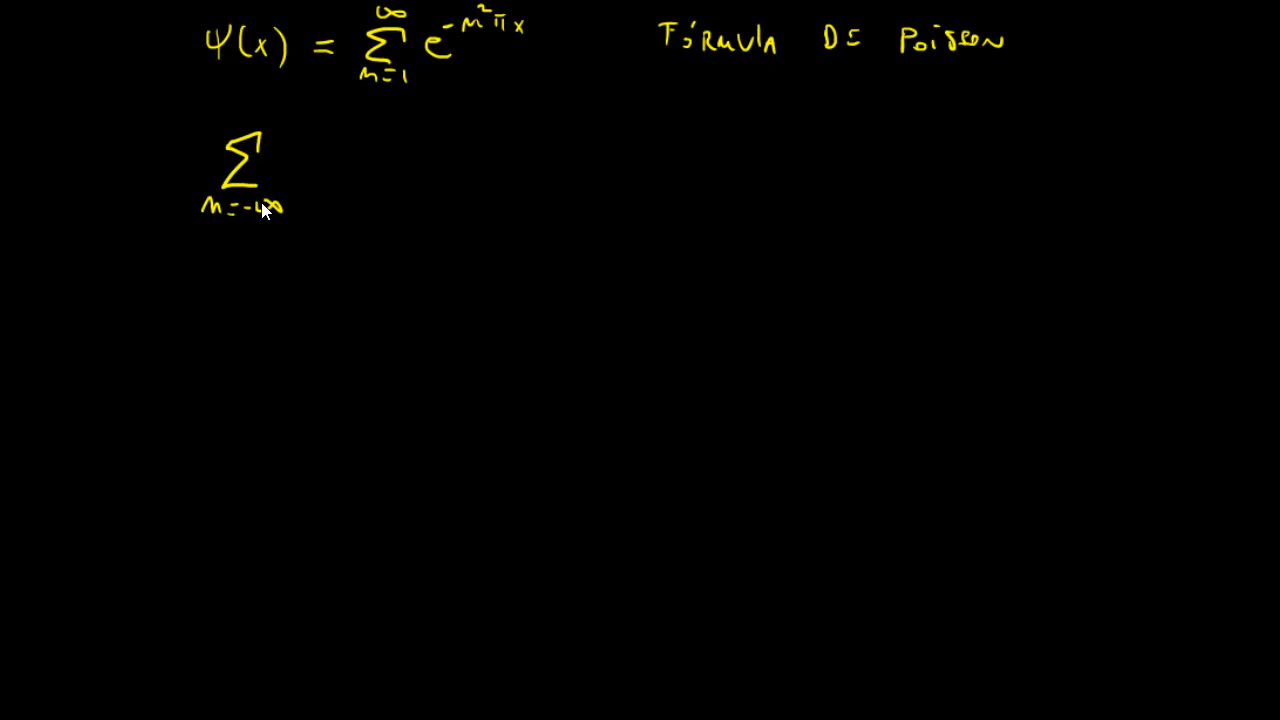 Ψ(x) = ∑_{n=1}^{∞} e^{-n²πx} FÓRMULA DE POISSON
∑_{n=-∞}